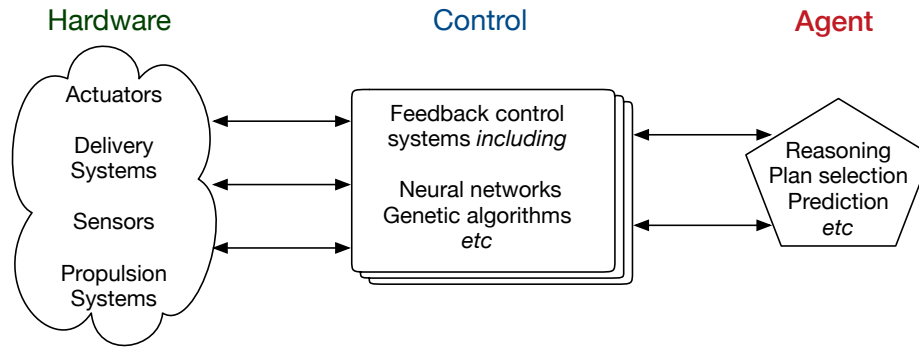 Hardware
Control
Agent
Actuators
Delivery
Systems
Sensors
Propulsion
Systems
Feedback control
systems including
Neural networks
Genetic algorithms
etc
Reasoning
Plan selection
Prediction
etc